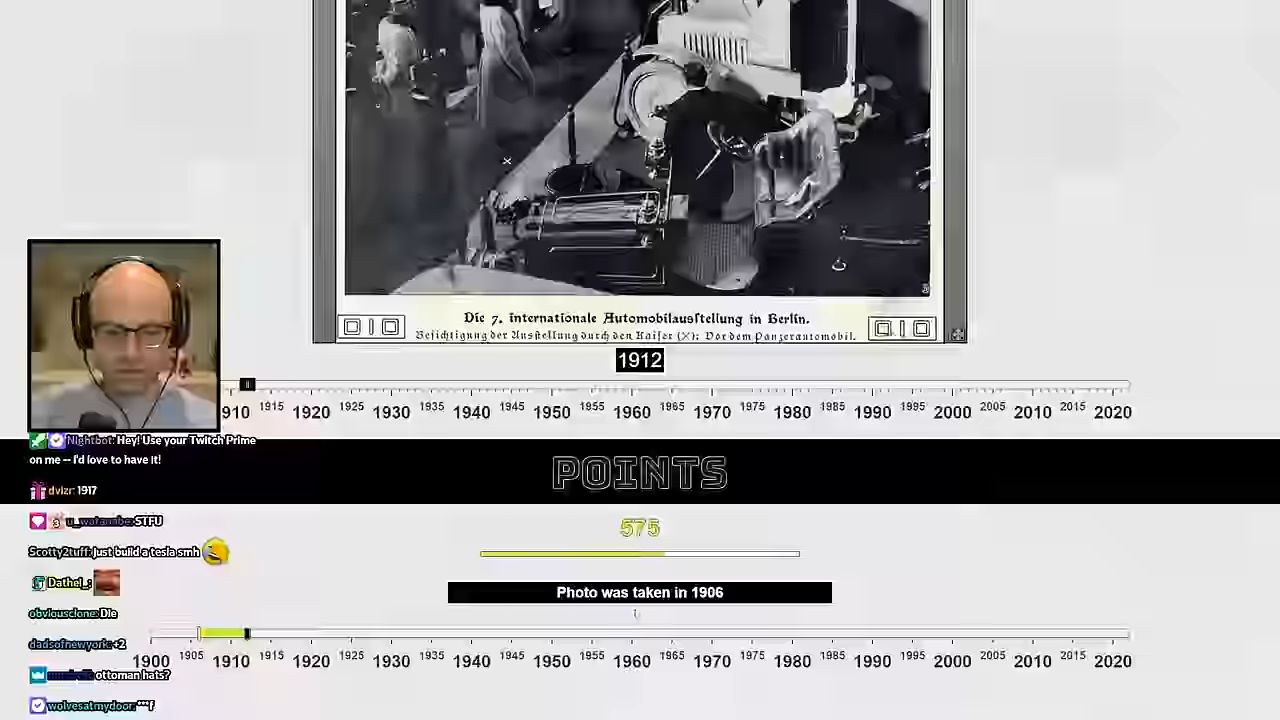 Die 7. internationale Automobilausstellung in Berlin.
Besichtigung der Ausstellung durch den Kaiser (X): Vor dem Panzerautomobil.
1912
910 1915 1920 1925 1930 1935 1940 1945 1950 1955 1960 1965 1970 1975 1980 1985 1990 1995 2000 2005 2010 2015 2020
Nightbot: Hey! Use your Twitch Prime
on me -- I'd love to have it!
POINTS
dvizr: 1917
STFU
575
Scotty2tuff: just build a tesla smh
Dathel_:
Photo was taken in 1906
obviousclone: Die
dadsofnewyork: +2
1900 1905 1910 1915 1920 1925 1930 1935 1940 1945 1950 1955 1960 1965 1970 1975 1980 1985 1990 1995 2000 2005 2010 2015 2020
ottoman hats?
wolvesatmydoor: ***f